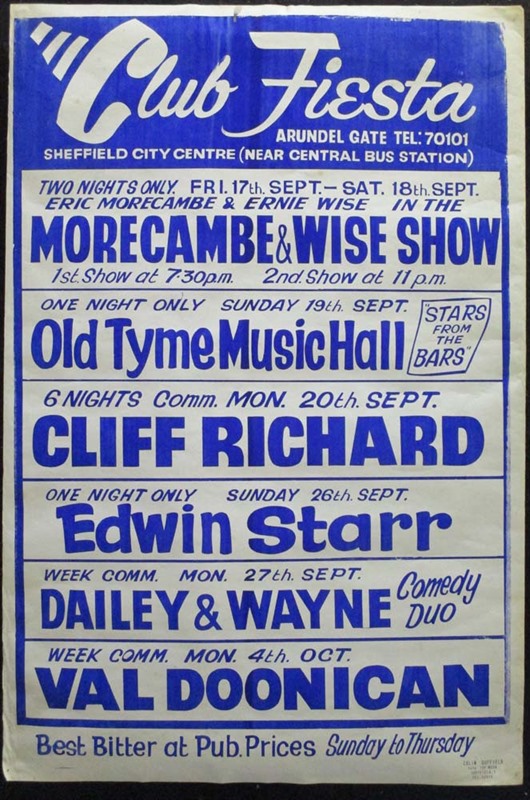 Club Fiesta
ARUNDEL GATE TEL: 70101
SHEFFIELD CITY CENTRE (NEAR CENTRAL BUS STATION)
TWO NIGHTS ONLY. FRI. 17th. SEPT. – SAT. 18th. SEPT.
ERIC MORECAMBE & ERNIE WISE IN THE
MORECAMBE & WISE SHOW
1st. Show at 7·30p.m. 2nd. Show at 11 p.m.
ONE NIGHT ONLY SUNDAY 19th. SEPT.
Old Tyme Music Hall
"STARS
FROM
THE
BARS"
6 NIGHTS Comm. MON. 20th. SEPT.
CLIFF RICHARD
ONE NIGHT ONLY SUNDAY 26th. SEPT.
Edwin Starr
WEEK COMM. MON. 27th. SEPT.
DAILEY & WAYNE
Comedy
DUO
WEEK COMM. MON. 4th. OCT.
VAL DOONICAN
Best Bitter at Pub. Prices Sunday to Thursday
COLIN DUFFIELD